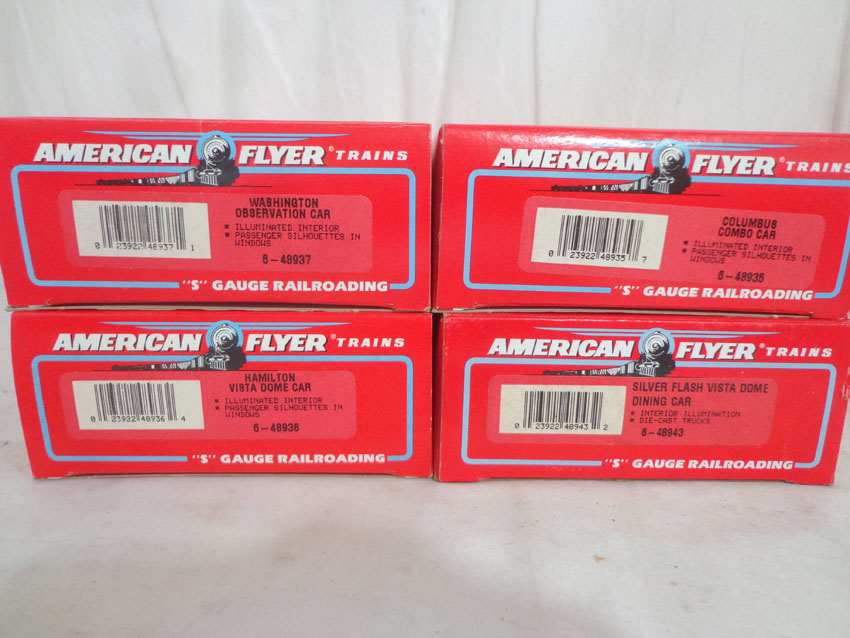 AMERICAN FLYER® TRAINS
WASHINGTON
OBSERVATION CAR
ILLUMINATED INTERIOR
PASSENGER SILHOUETTES IN
WINDOWS
0 23922 48937 1
6-48937
"S" GAUGE RAILROADING
AMERICAN FLYER® TRAINS
COLUMBUS
COMBO CAR
ILLUMINATED INTERIOR
PASSENGER SILHOUETTES IN
WINDOWS
0 23922 48935 7
6-48935
"S" GAUGE RAILROADING
AMERICAN FLYER® TRAINS
HAMILTON
VISTA DOME CAR
ILLUMINATED INTERIOR
PASSENGER SILHOUETTES IN
WINDOWS
0 23922 48936 4
6-48936
"S" GAUGE RAILROADING
AMERICAN FLYER® TRAINS
SILVER FLASH VISTA DOME
DINING CAR
INTERIOR ILLUMINATION
DIE-CAST TRUCKS
0 23922 48943 2
6-48943
"S" GAUGE RAILROADING